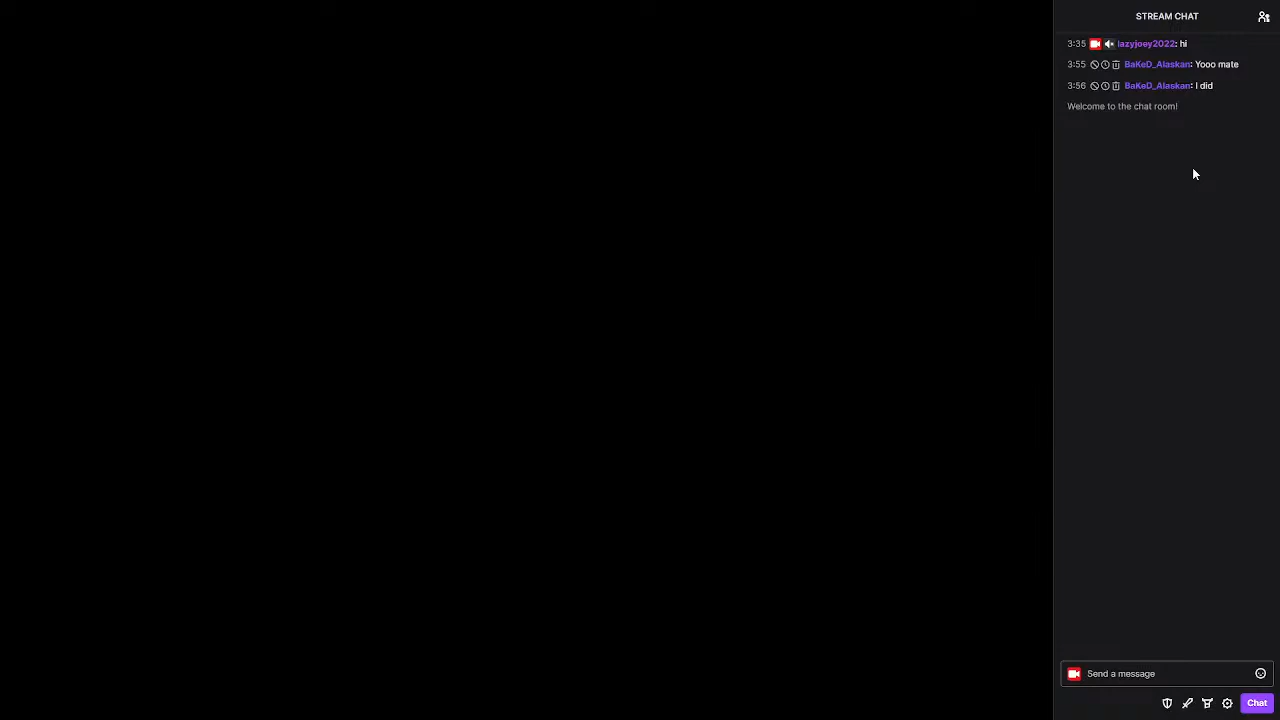 STREAM CHAT
3:35 lazyjoey2022: hi
3:55 BaKeD_Alaskan: Yooo mate
3:56 BaKeD_Alaskan: I did
Welcome to the chat room!
Send a message
Chat